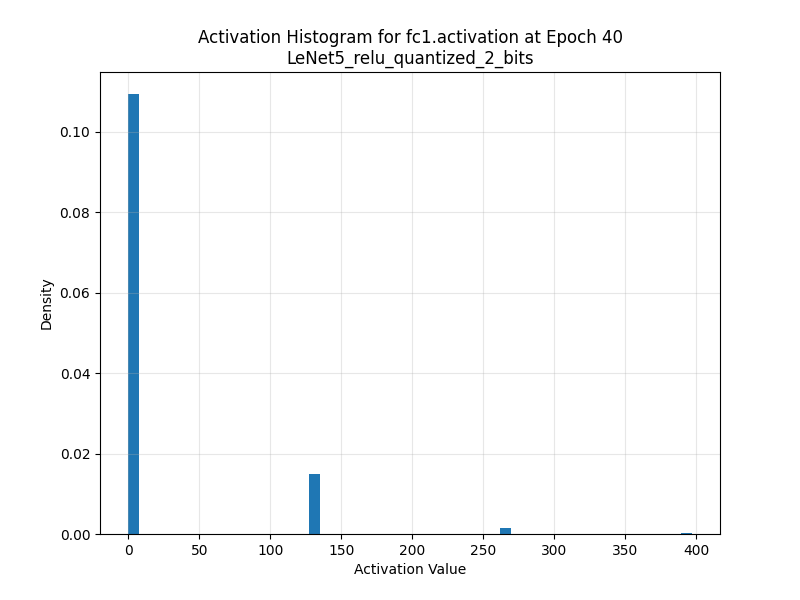 Activation Histogram for fc1.activation at Epoch 40
LeNet5_relu_quantized_2_bits
Density
0.10
0.08
0.06
0.04
0.02
0.00
0 50 100 150 200 250 300 350 400
Activation Value